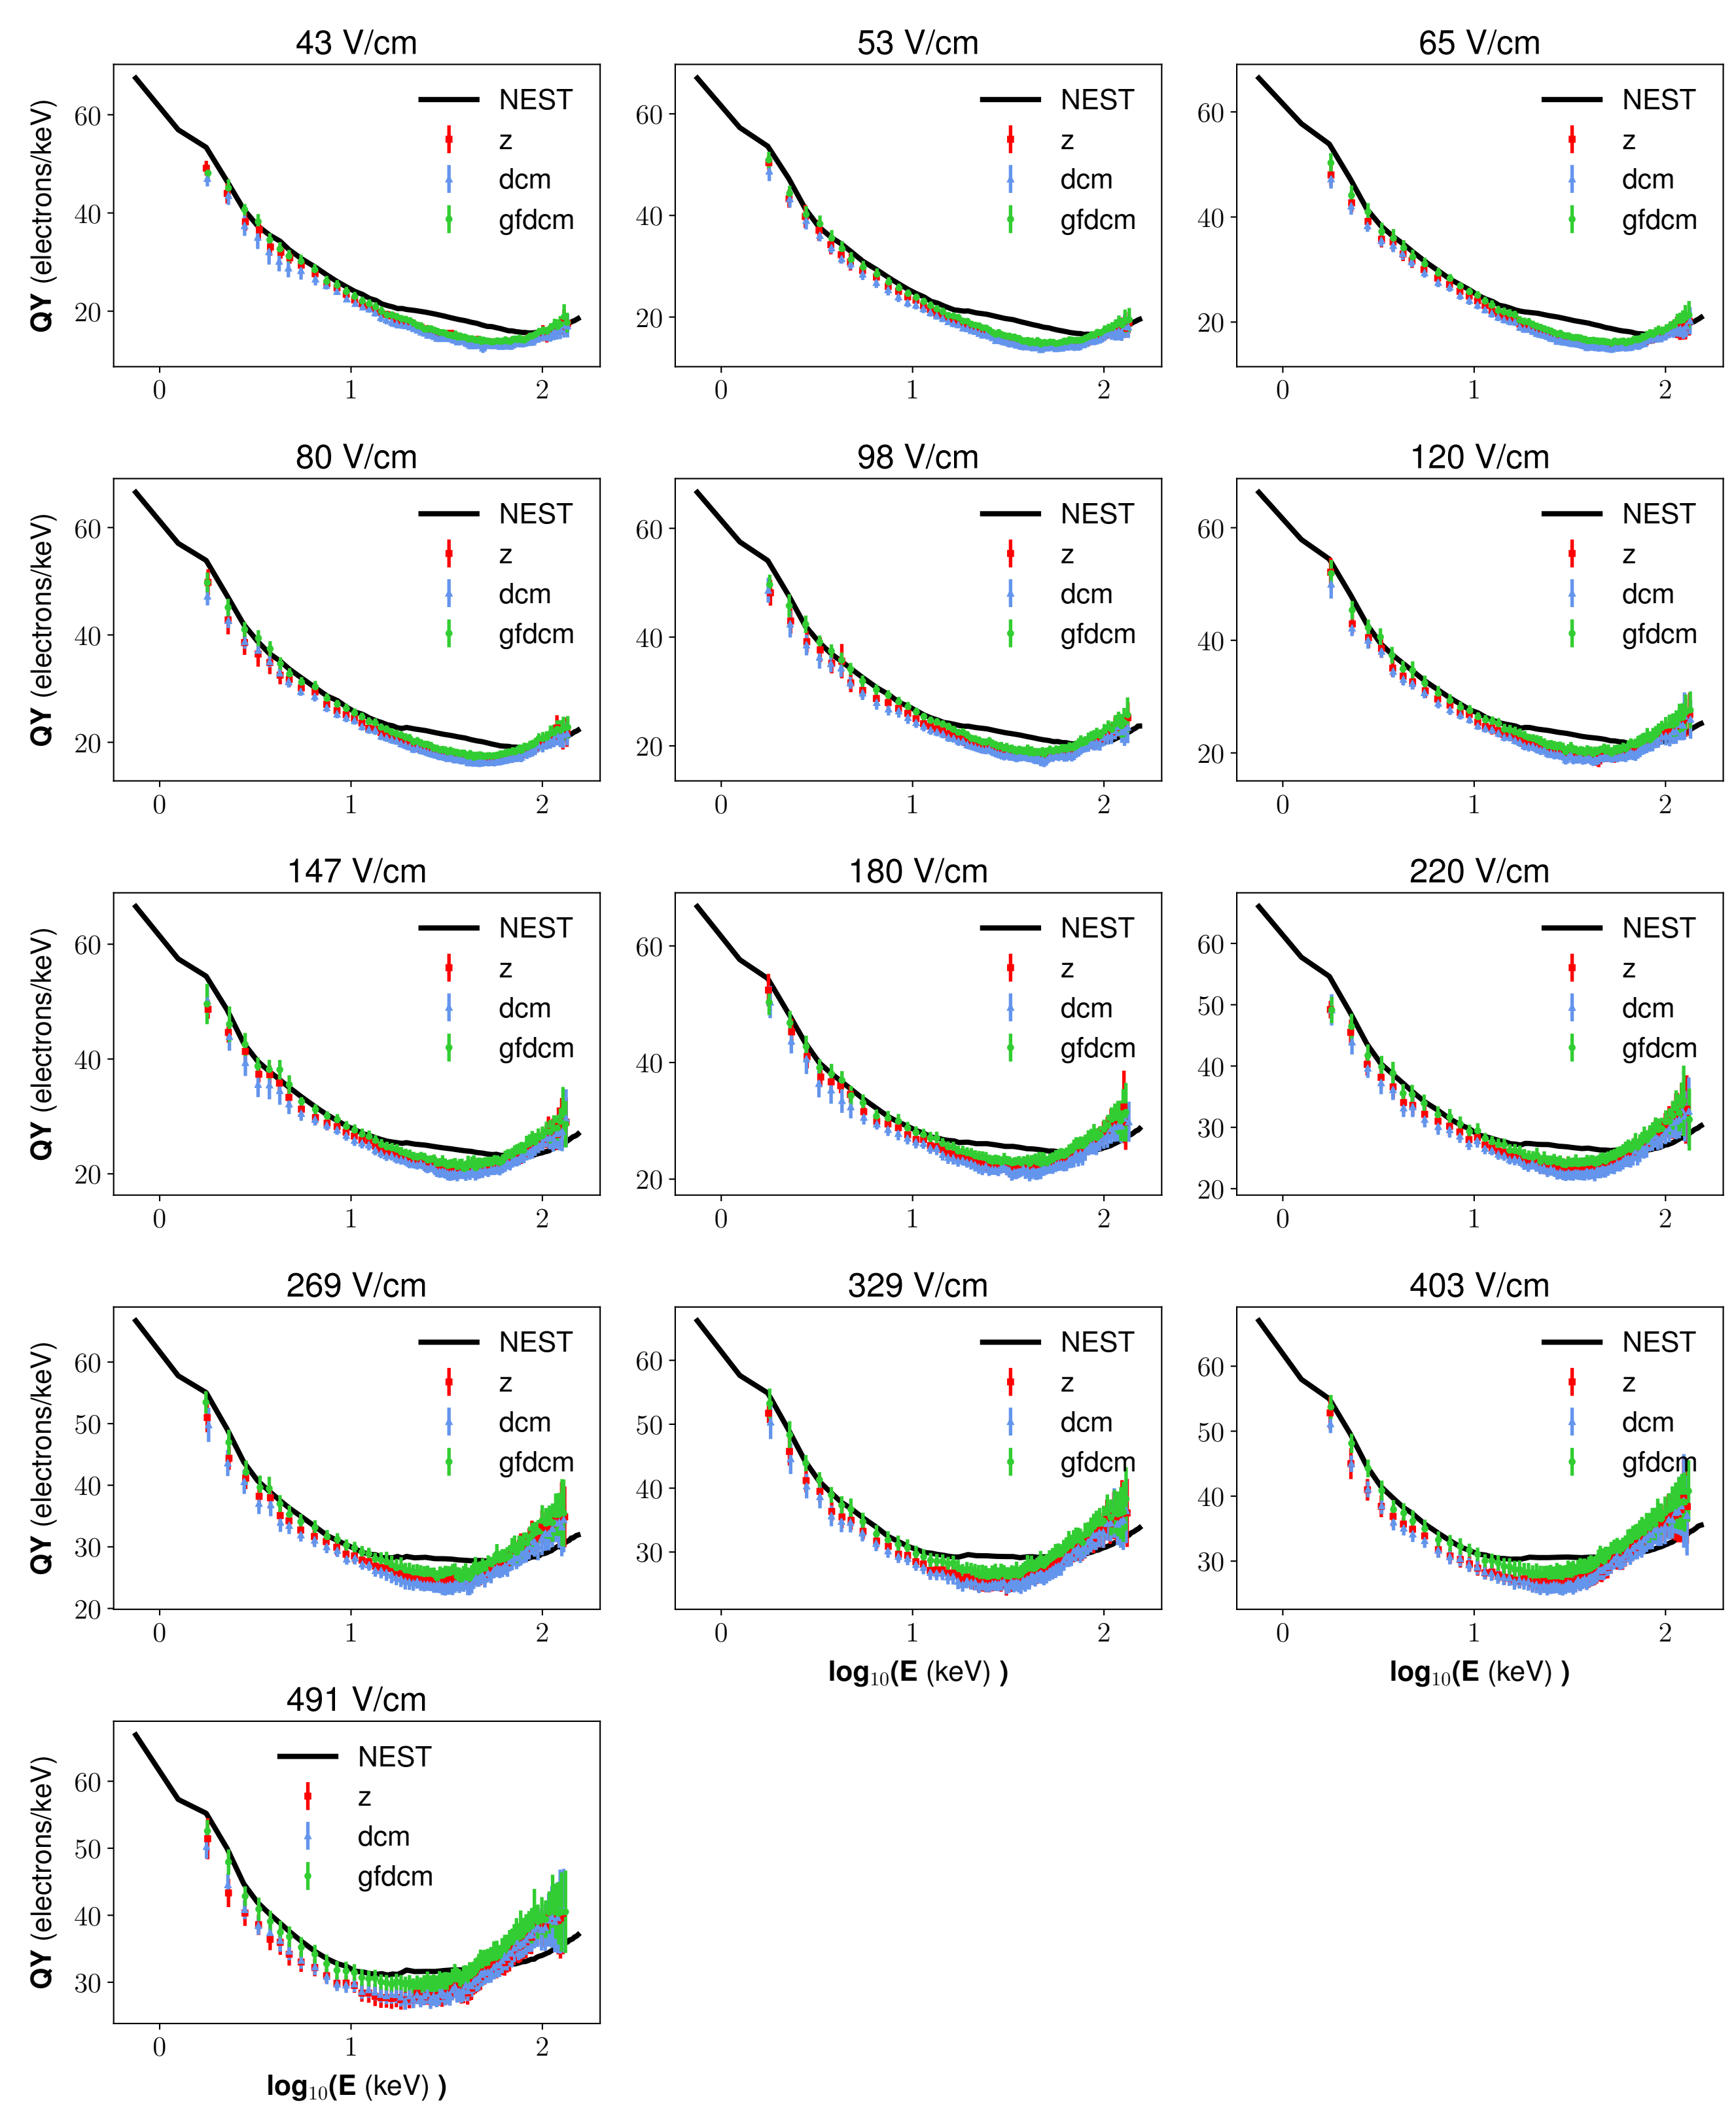 43 V/cm
53 V/cm
65 V/cm
QY (electrons/keV)
60
40
20
0 1 2
NEST
z
dcm
gfdcm
60
40
20
0 1 2
NEST
z
dcm
gfdcm
60
40
20
0 1 2
NEST
z
dcm
gfdcm
80 V/cm
98 V/cm
120 V/cm
QY (electrons/keV)
60
40
20
0 1 2
NEST
z
dcm
gfdcm
60
40
20
0 1 2
NEST
z
dcm
gfdcm
60
40
20
0 1 2
NEST
z
dcm
gfdcm
147 V/cm
180 V/cm
220 V/cm
QY (electrons/keV)
60
40
20
0 1 2
NEST
z
dcm
gfdcm
60
40
20
0 1 2
NEST
z
dcm
gfdcm
60
50
40
30
20
0 1 2
NEST
z
dcm
gfdcm
269 V/cm
329 V/cm
403 V/cm
QY (electrons/keV)
60
50
40
30
20
0 1 2
NEST
z
dcm
gfdcm
60
50
40
30
0 1 2
NEST
z
dcm
gfdcm
log₁₀(E (keV) )
60
50
40
30
0 1 2
NEST
z
dcm
gfdcm
log₁₀(E (keV) )
491 V/cm
QY (electrons/keV)
60
50
40
30
0 1 2
NEST
z
dcm
gfdcm
log₁₀(E (keV) )